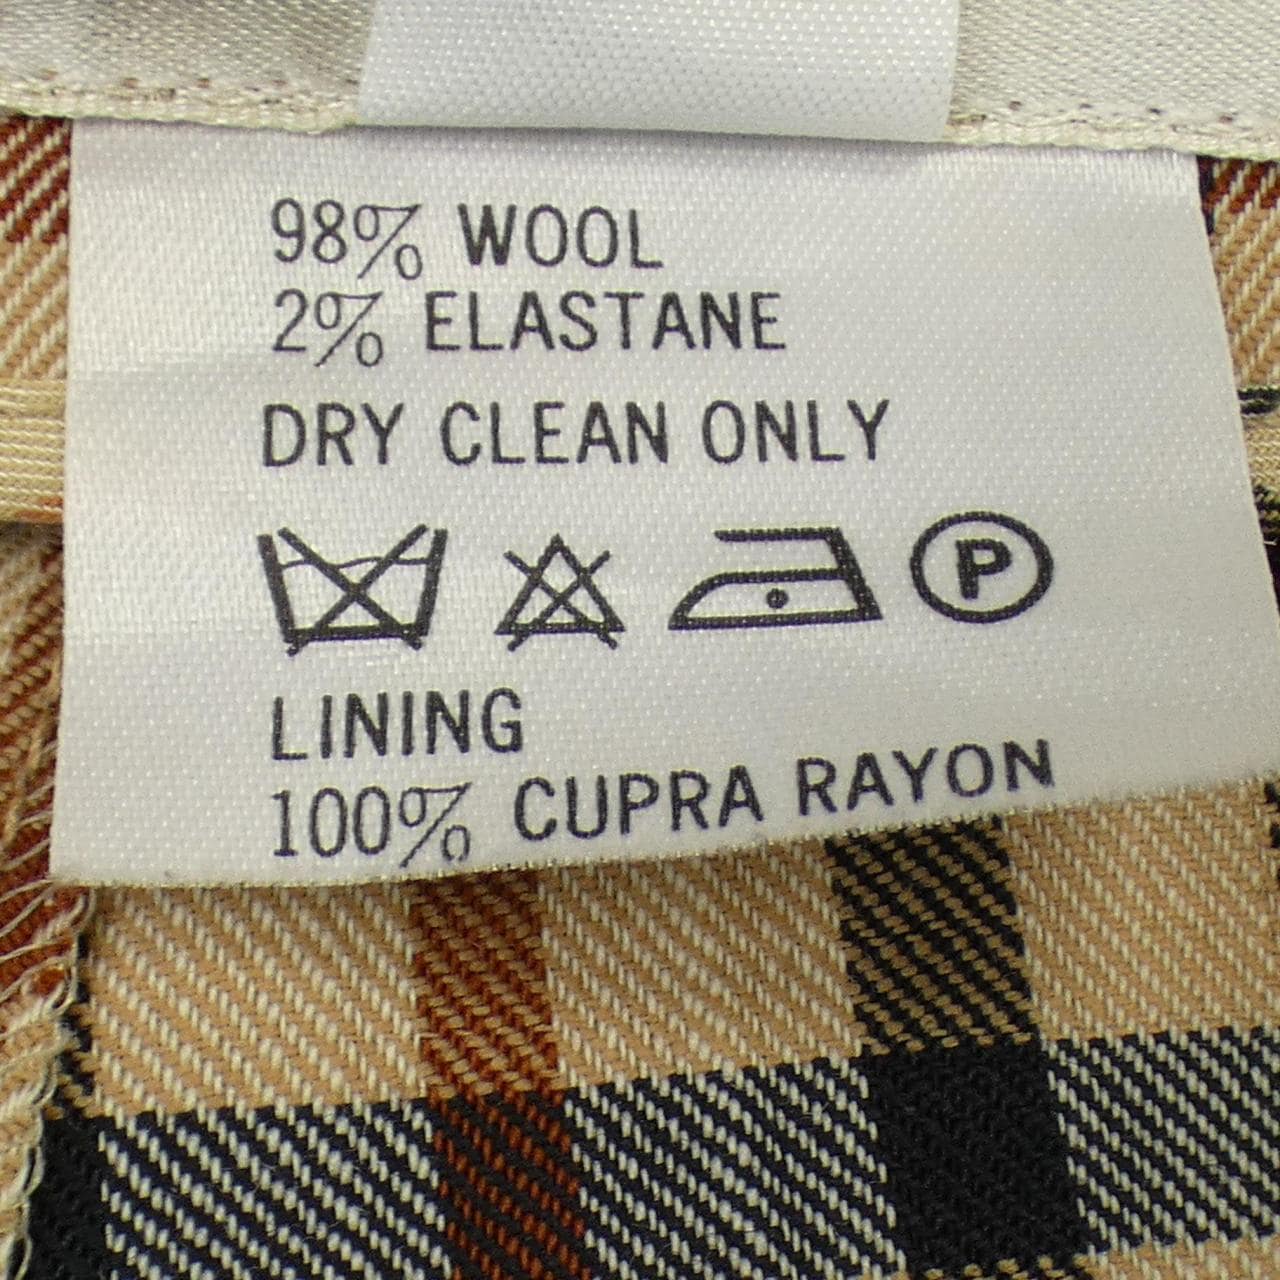 98% WOOL
2% ELASTANE
DRY CLEAN ONLY
P
LINING
100% CUPRA RAYON